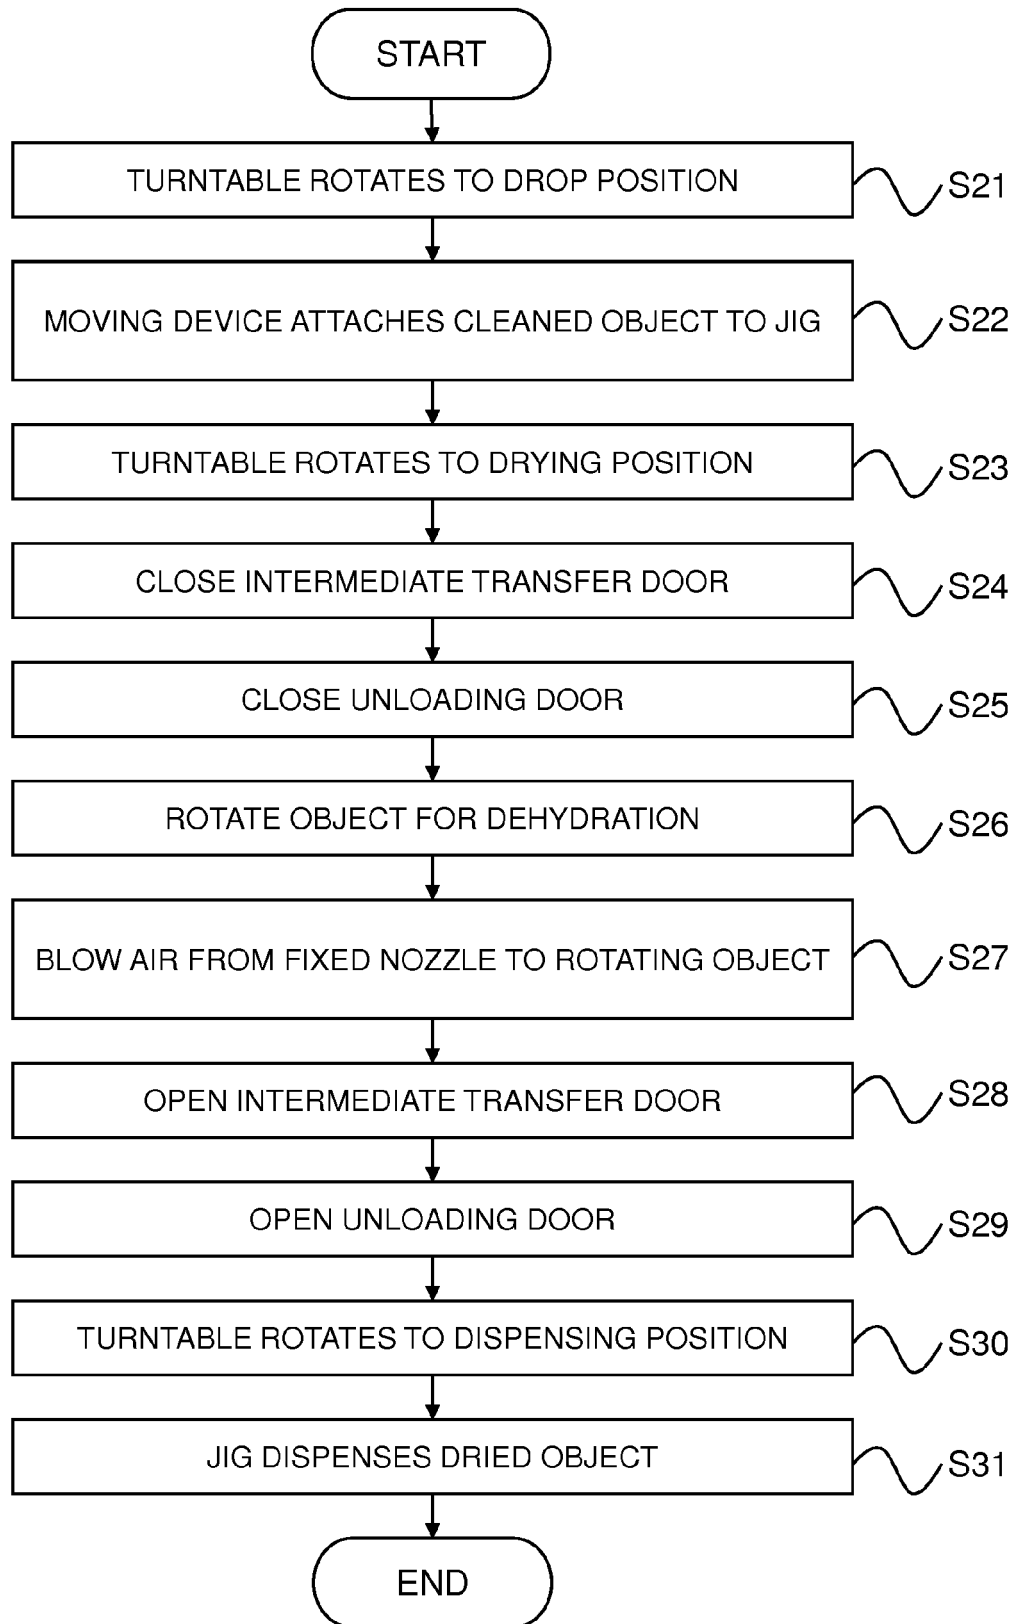 START
TURNTABLE ROTATES TO DROP POSITION
S21
MOVING DEVICE ATTACHES CLEANED OBJECT TO JIG
S22
TURNTABLE ROTATES TO DRYING POSITION
S23
CLOSE INTERMEDIATE TRANSFER DOOR
S24
CLOSE UNLOADING DOOR
S25
ROTATE OBJECT FOR DEHYDRATION
S26
BLOW AIR FROM FIXED NOZZLE TO ROTATING OBJECT
S27
OPEN INTERMEDIATE TRANSFER DOOR
S28
OPEN UNLOADING DOOR
S29
TURNTABLE ROTATES TO DISPENSING POSITION
S30
JIG DISPENSES DRIED OBJECT
S31
END